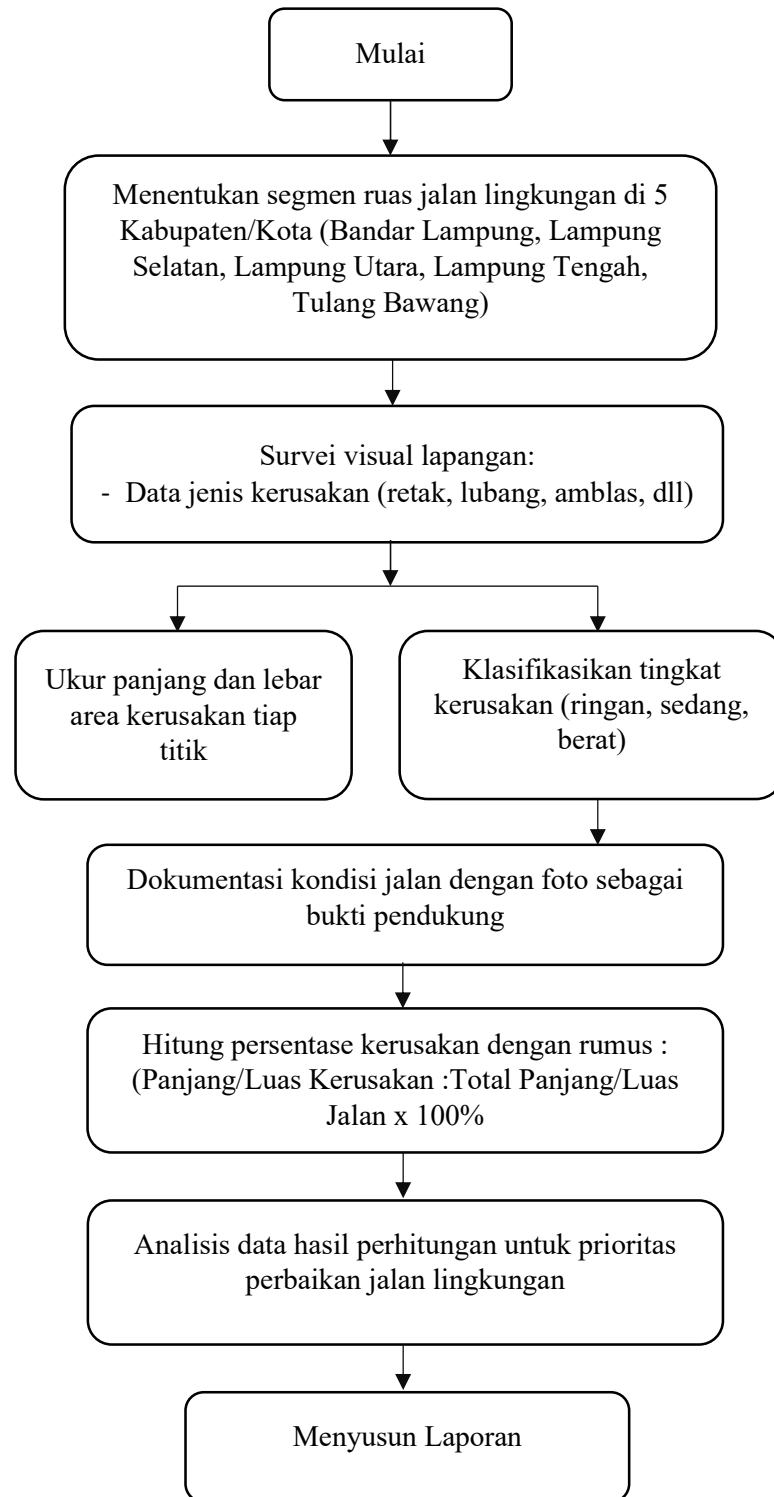 Mulai
Menentukan segmen ruas jalan lingkungan di 5
Kabupaten/Kota (Bandar Lampung, Lampung
Selatan, Lampung Utara, Lampung Tengah,
Tulang Bawang)
Survei visual lapangan:
- Data jenis kerusakan (retak, lubang, amblas, dll)
Ukur panjang dan lebar
area kerusakan tiap
titik
Klasifikasikan tingkat
kerusakan (ringan, sedang,
berat)
Dokumentasi kondisi jalan dengan foto sebagai
bukti pendukung
Hitung persentase kerusakan dengan rumus :
(Panjang/Luas Kerusakan :Total Panjang/Luas
Jalan x 100%
Analisis data hasil perhitungan untuk prioritas
perbaikan jalan lingkungan
Menyusun Laporan